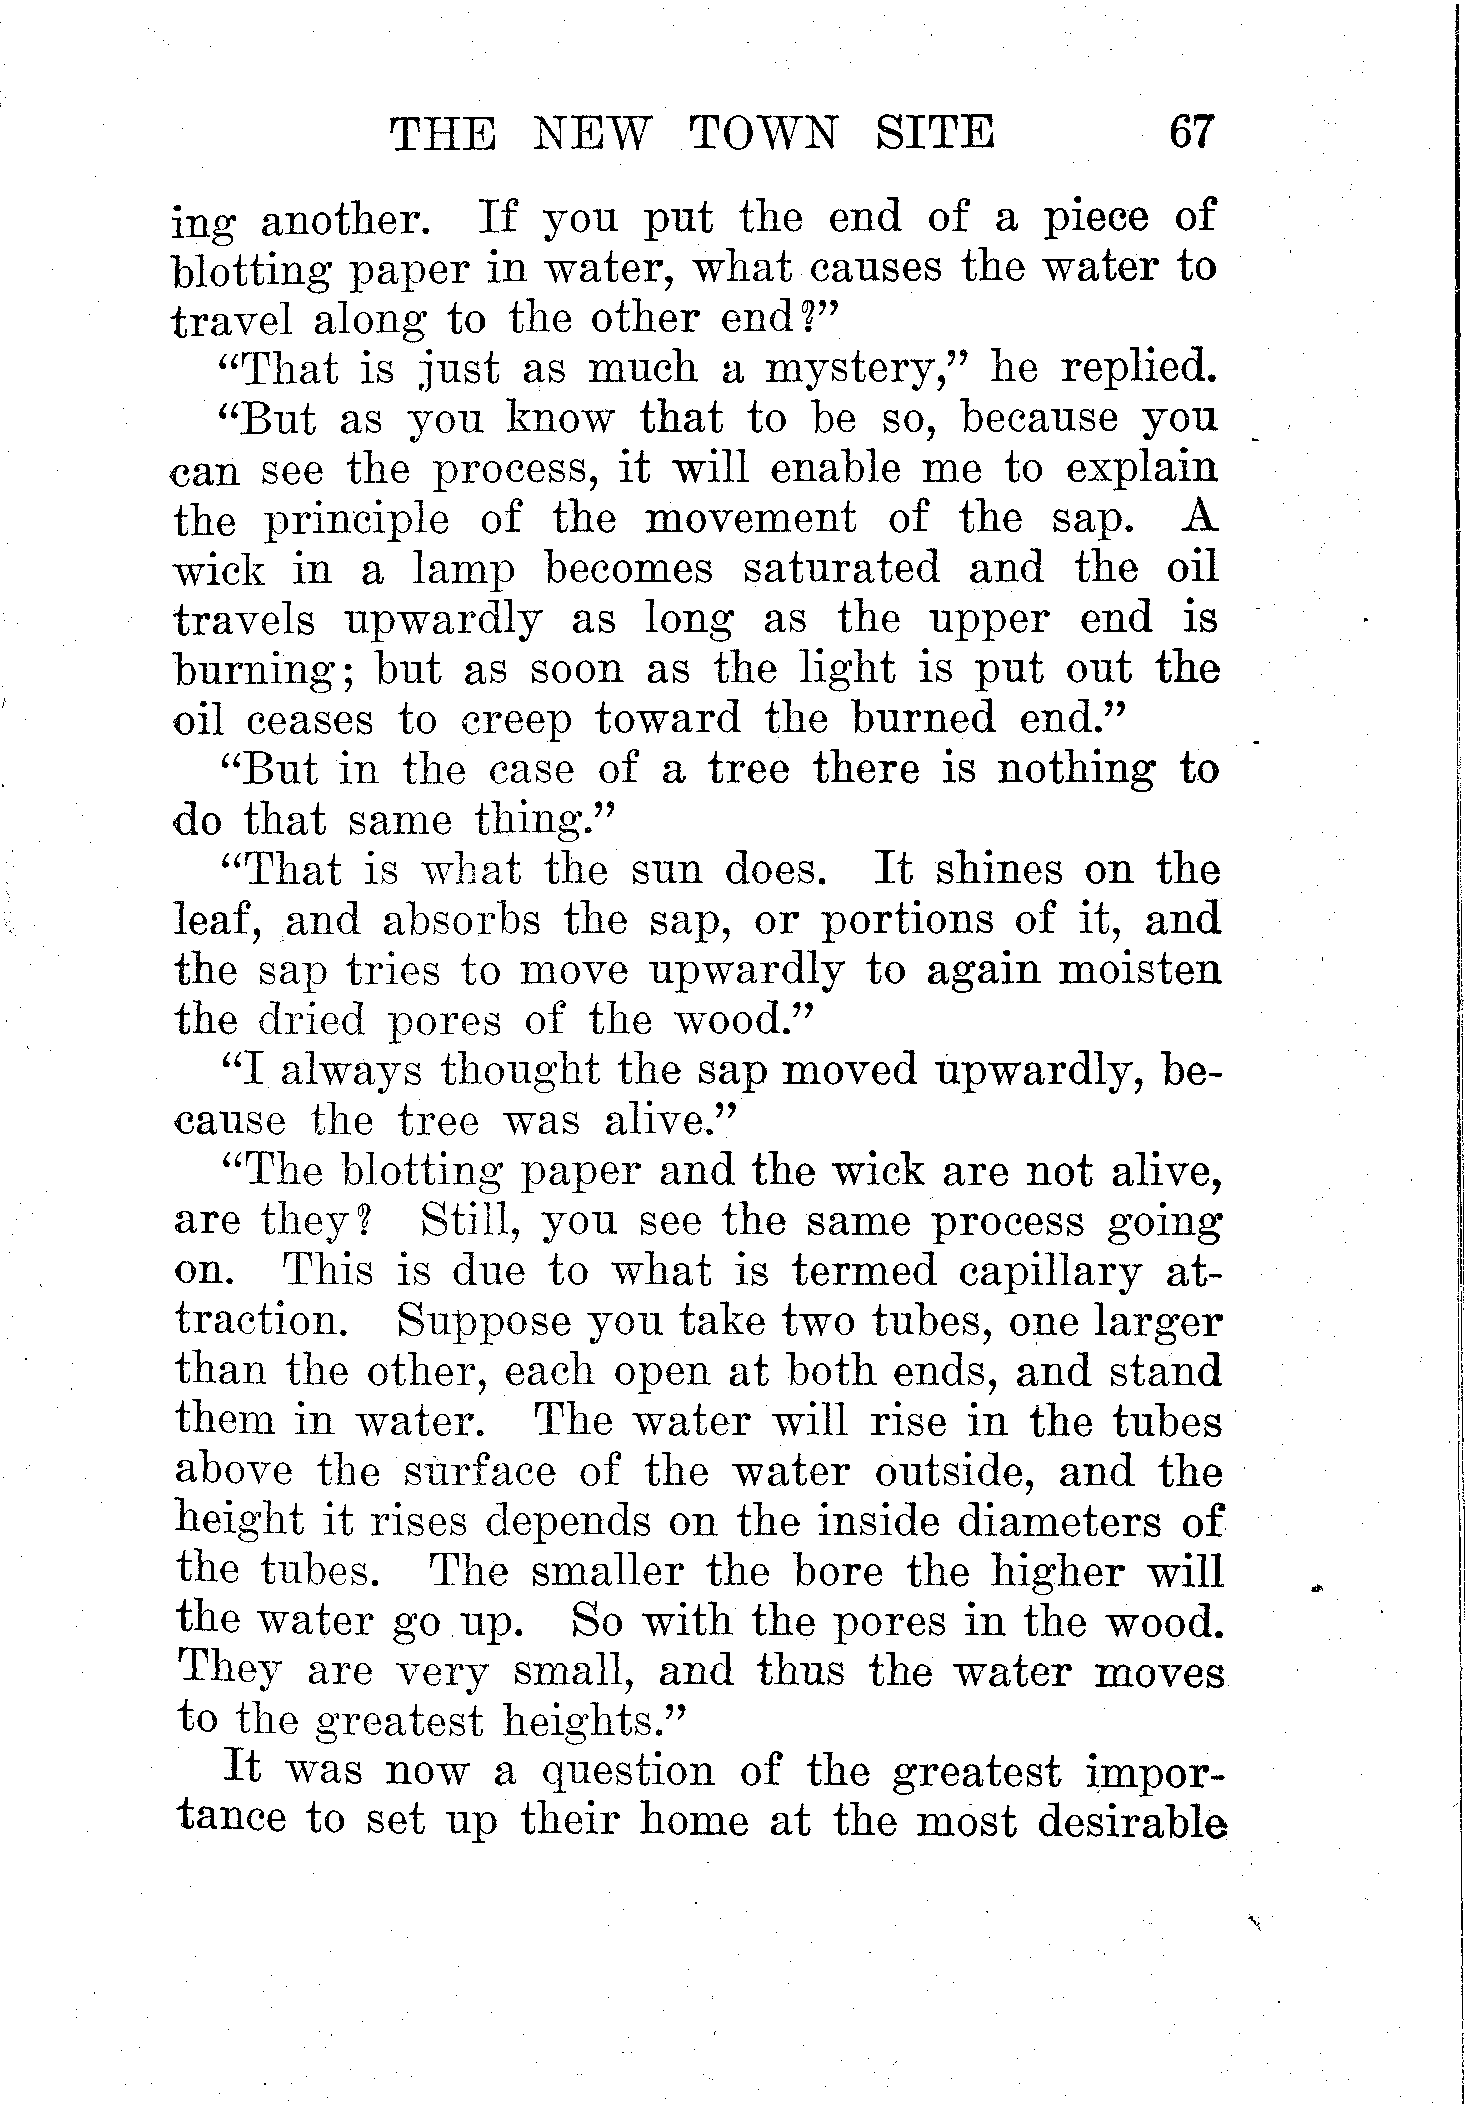 THE NEW TOWN SITE 67
ing another. If you put the end of a piece of
blotting paper in water, what causes the water to
travel along to the other end?”
“That is just as much a mystery,” he replied.
“But as you know that to be so, because you
can see the process, it will enable me to explain
the principle of the movement of the sap. A
wick in a lamp becomes saturated and the oil
travels upwardly as long as the upper end is
burning; but as soon as the light is put out the
oil ceases to creep toward the burned end.”
“But in the case of a tree there is nothing to
do that same thing.”
“That is what the sun does. It shines on the
leaf, and absorbs the sap, or portions of it, and
the sap tries to move upwardly to again moisten
the dried pores of the wood.”
“I always thought the sap moved upwardly, be-
cause the tree was alive.”
“The blotting paper and the wick are not alive,
are they? Still, you see the same process going
on. This is due to what is termed capillary at-
traction. Suppose you take two tubes, one larger
than the other, each open at both ends, and stand
them in water. The water will rise in the tubes
above the surface of the water outside, and the
height it rises depends on the inside diameters of
the tubes. The smaller the bore the higher will
the water go up. So with the pores in the wood.
They are very small, and thus the water moves
to the greatest heights.”
It was now a question of the greatest impor-
tance to set up their home at the most desirable